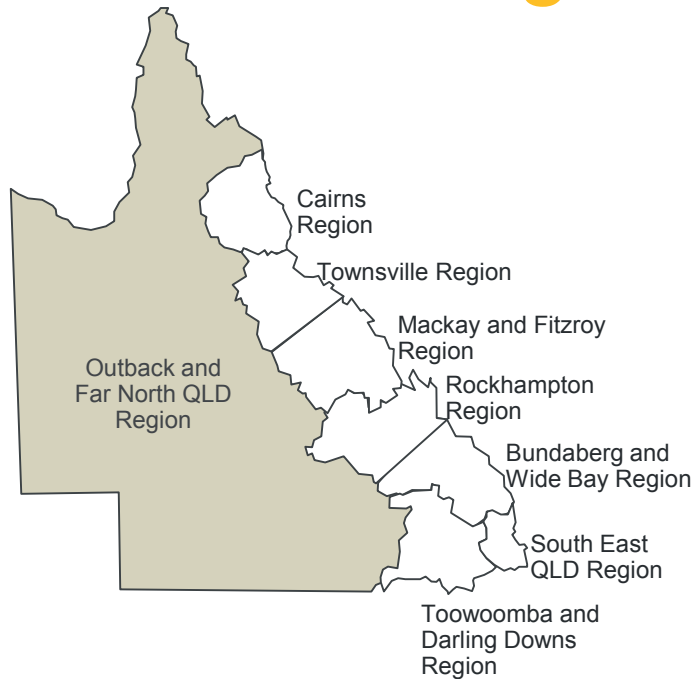 Cairns
Region
Townsville Region
Mackay and Fitzroy
Region
Outback and
Far North QLD
Region
Rockhampton
Region
Bundaberg and
Wide Bay Region
South East
QLD Region
Toowoomba and
Darling Downs
Region